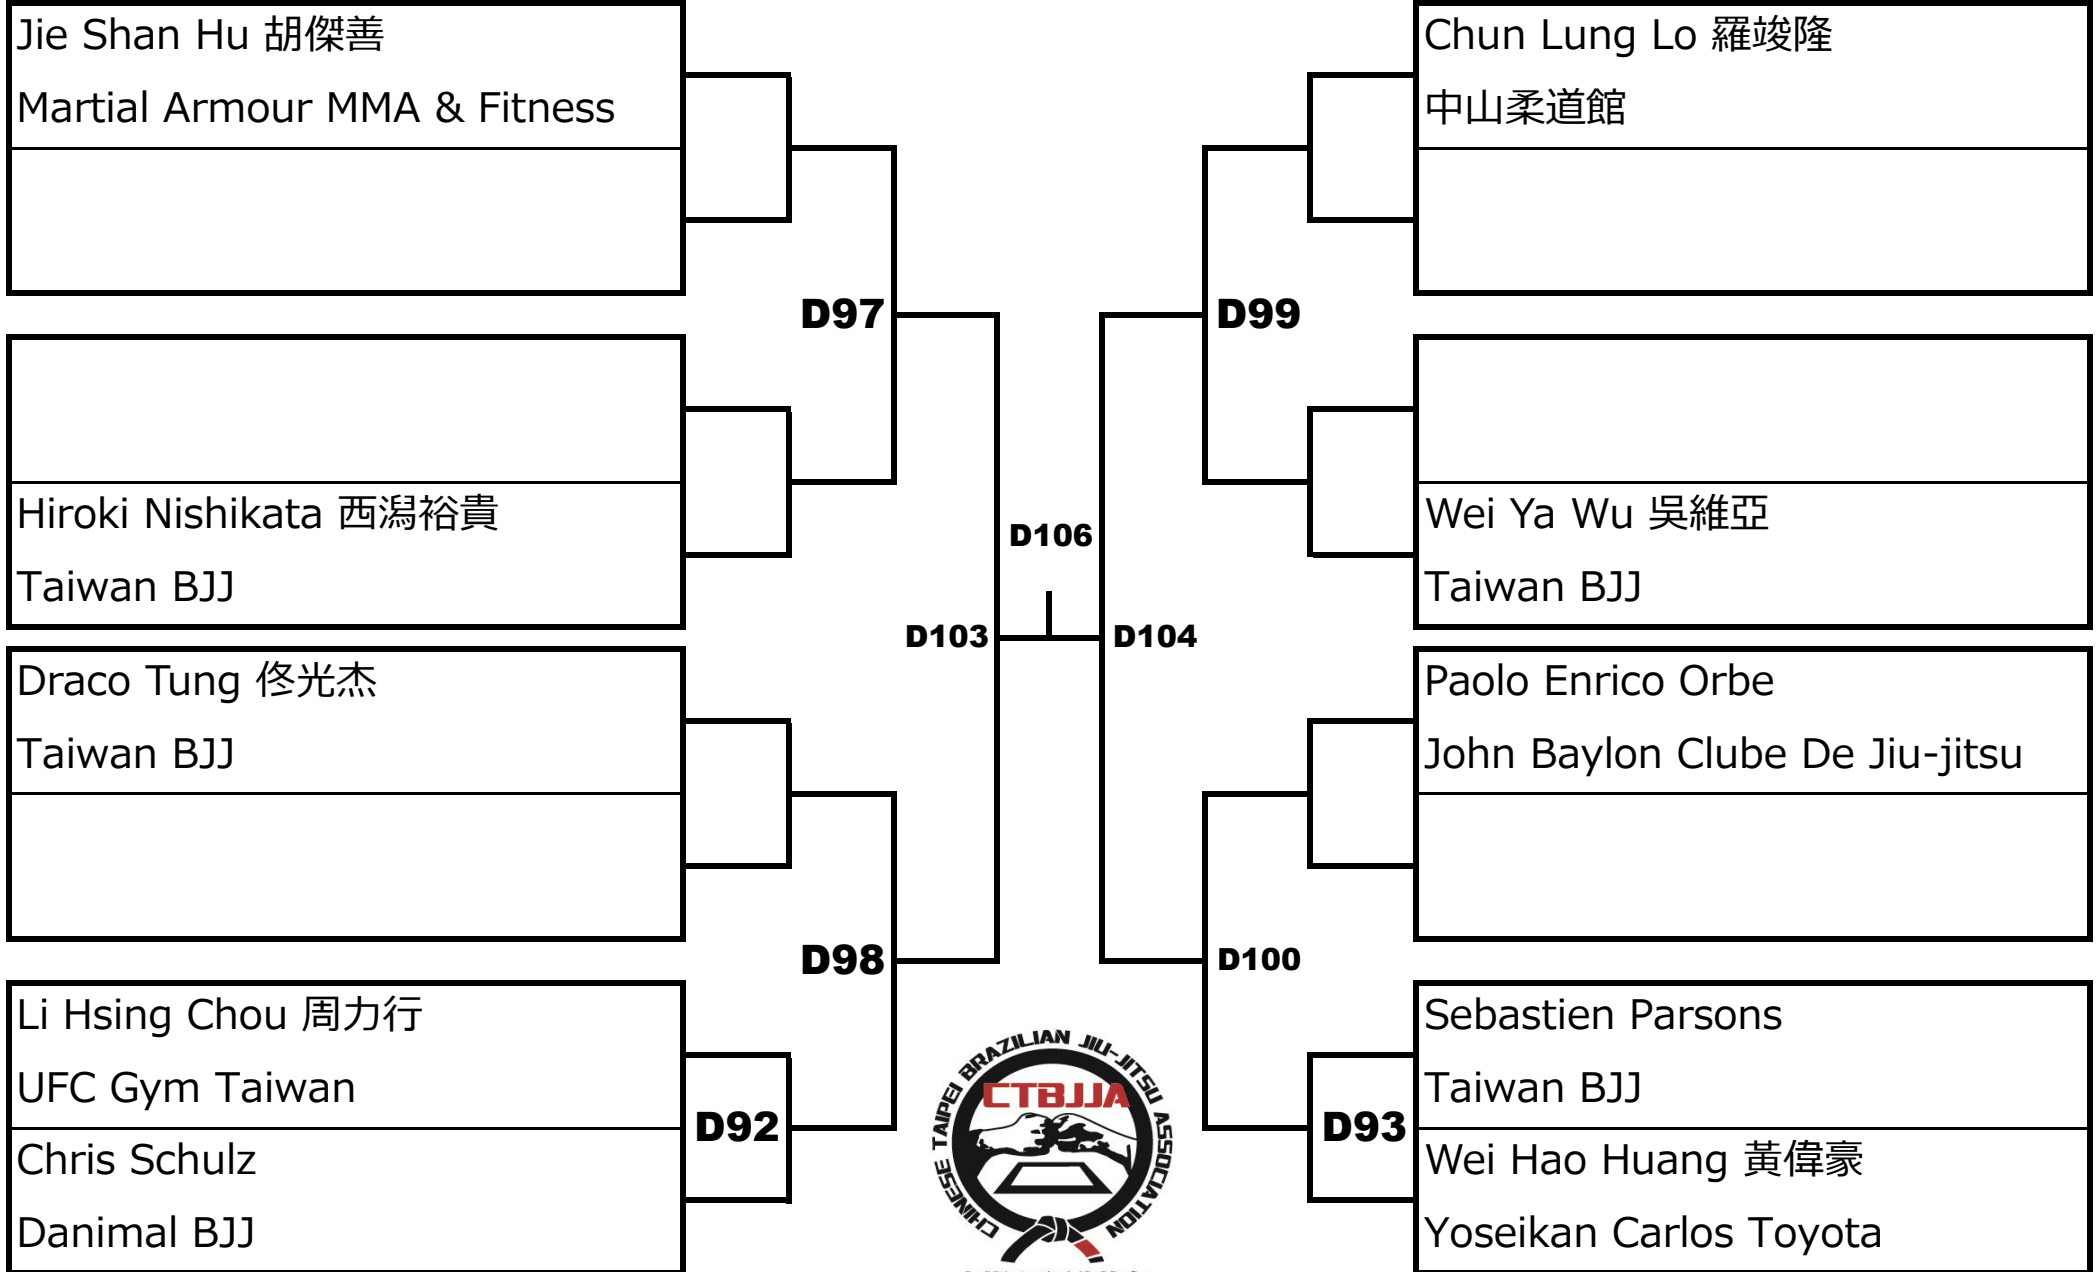 Jie Shan Hu 胡傑善
Martial Armour MMA & Fitness
Hiroki Nishikata 西潟裕貴
Taiwan BJJ
Draco Tung 佟光杰
Taiwan BJJ
Li Hsing Chou 周力行
UFC Gym Taiwan
Chris Schulz
Danimal BJJ
D97
D98
D92
D103
D106
D104
D99
D100
D93
Chun Lung Lo 羅竣隆
中山柔道館
Wei Ya Wu 吳維亞
Taiwan BJJ
Paolo Enrico Orbe
John Baylon Clube De Jiu-jitsu
Sebastien Parsons
Taiwan BJJ
Wei Hao Huang 黃偉豪
Yoseikan Carlos Toyota
CHINESE TAIPEI BRAZILIAN JIU-JITSU ASSOCIATION
CTBJJA